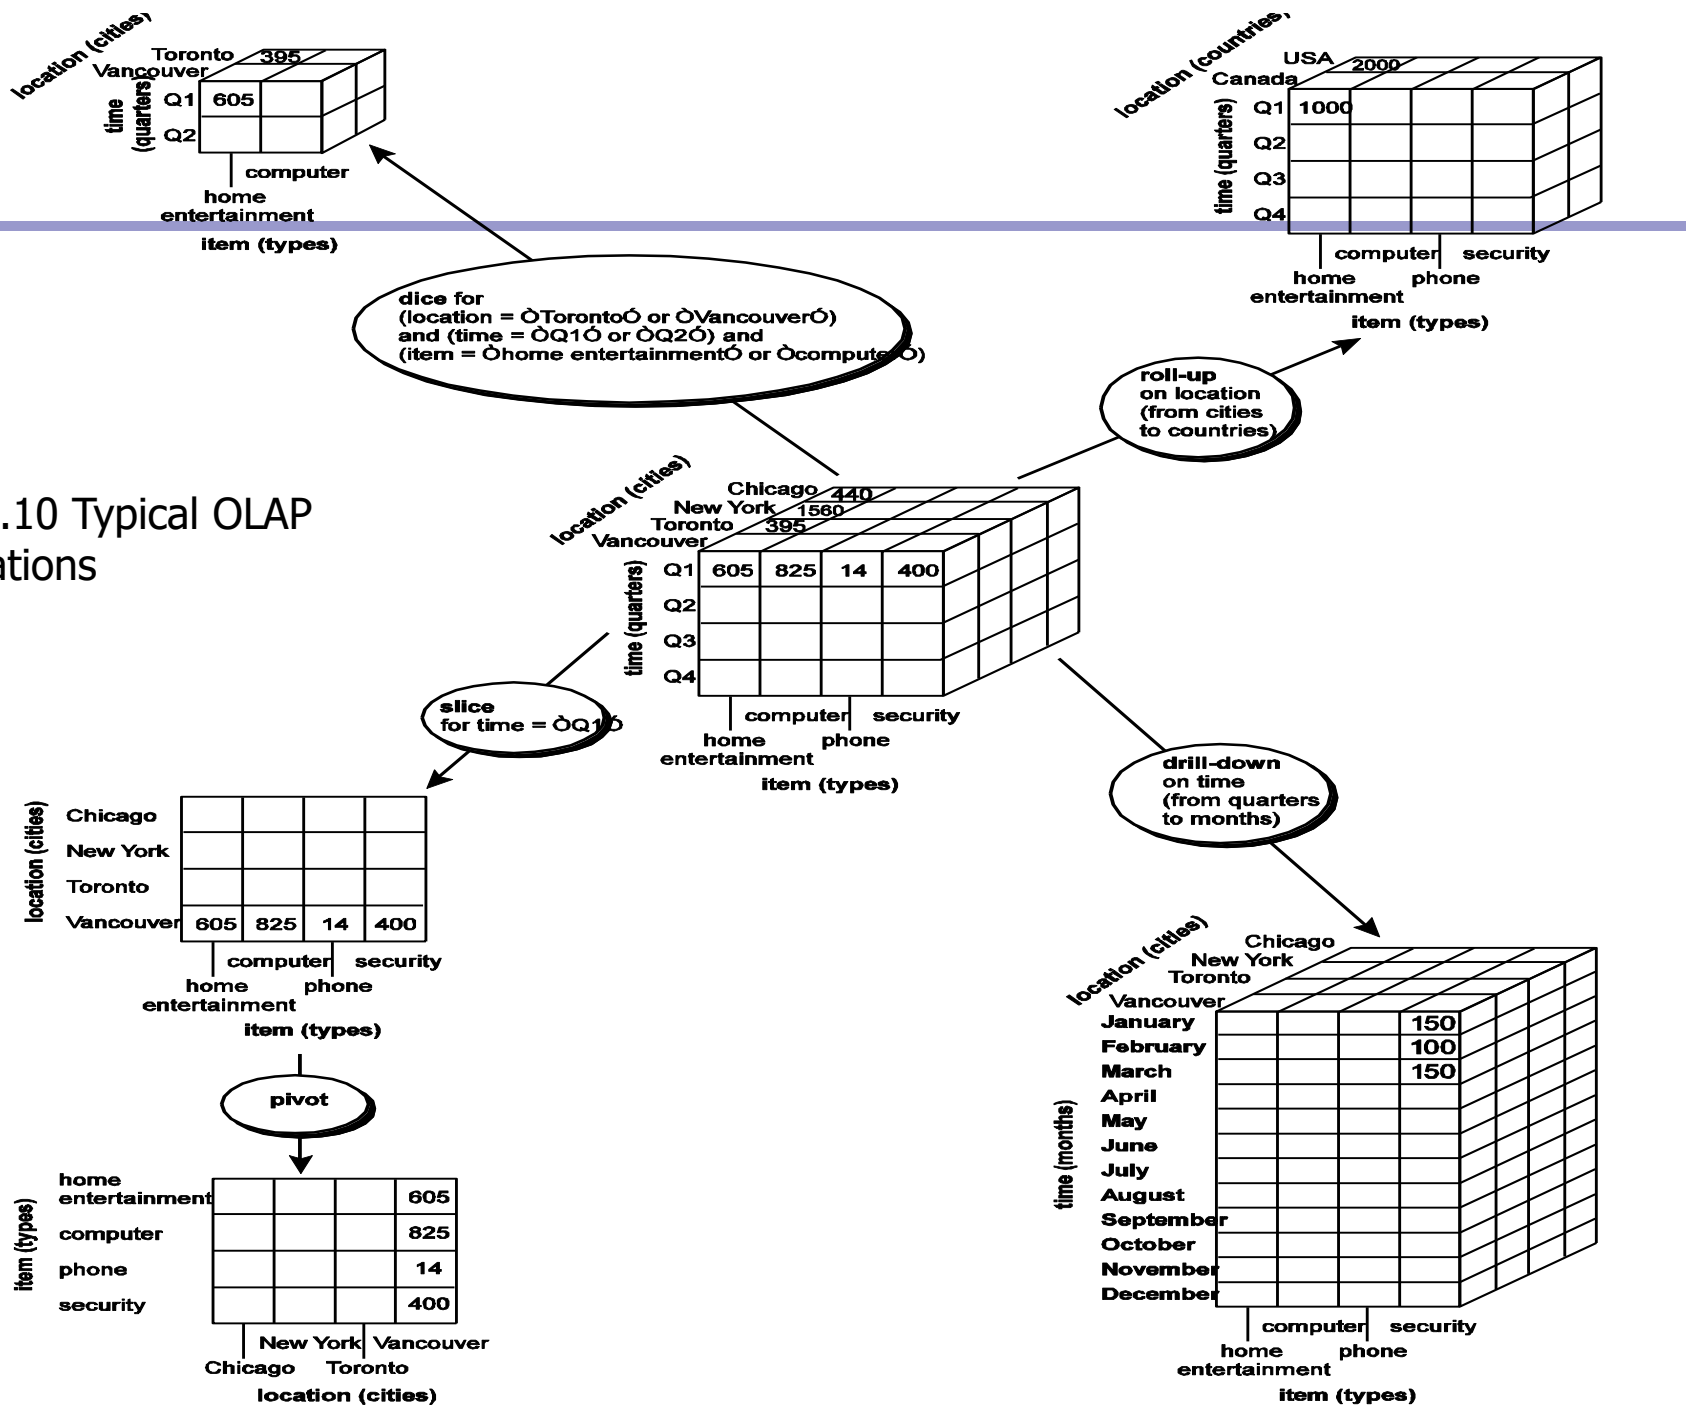 location (cities)
Toronto 395
Vancouver
time
(quarters)
Q1 605
Q2
computer
home
entertainment
item (types)
location (countries)
USA 2000
Canada
time (quarters)
Q1 1000
Q2
Q3
Q4
computer security
home phone
entertainment
item (types)
dice for
(location = ÒTorontoÓ or ÒVancouverÓ)
and (time = ÒQ1Ó or ÒQ2Ó) and
(item = Òhome entertainmentÓ or ÒcomputerÓ)
roll-up
on location
(from cities
to countries)
.10 Typical OLAP
ations
location (cities)
Chicago 440
New York 1560
Toronto 395
Vancouver
time (quarters)
Q1 605 825 14 400
Q2
Q3
Q4
computer security
home phone
entertainment
item (types)
slice
for time = ÒQ1Ó
drill-down
on time
(from quarters
to months)
location (cities)
Chicago
New York
Toronto
Vancouver 605 825 14 400
computer security
home phone
entertainment
item (types)
pivot
item (types)
home
entertainment 605
computer 825
phone 14
security 400
New York Vancouver
Chicago Toronto
location (cities)
location (cities)
Chicago
New York
Toronto
Vancouver
time (months)
January 150
February 100
March 150
April
May
June
July
August
September
October
November
December
computer security
home phone
entertainment
item (types)